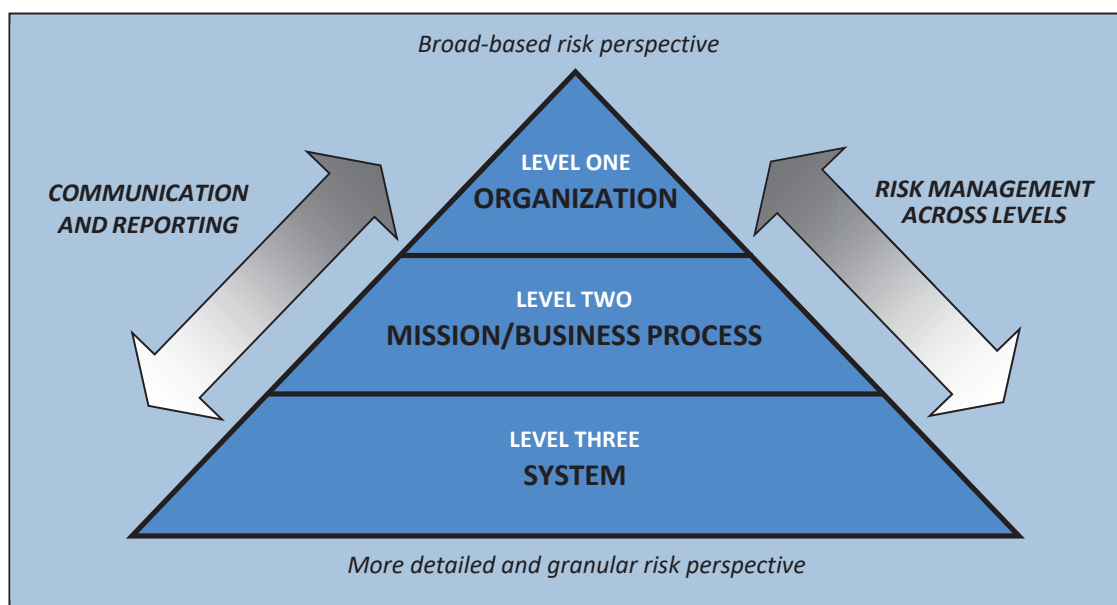 Broad-based risk perspective
LEVEL ONE
ORGANIZATION
COMMUNICATION
AND REPORTING
RISK MANAGEMENT
ACROSS LEVELS
LEVEL TWO
MISSION/BUSINESS PROCESS
LEVEL THREE
SYSTEM
More detailed and granular risk perspective